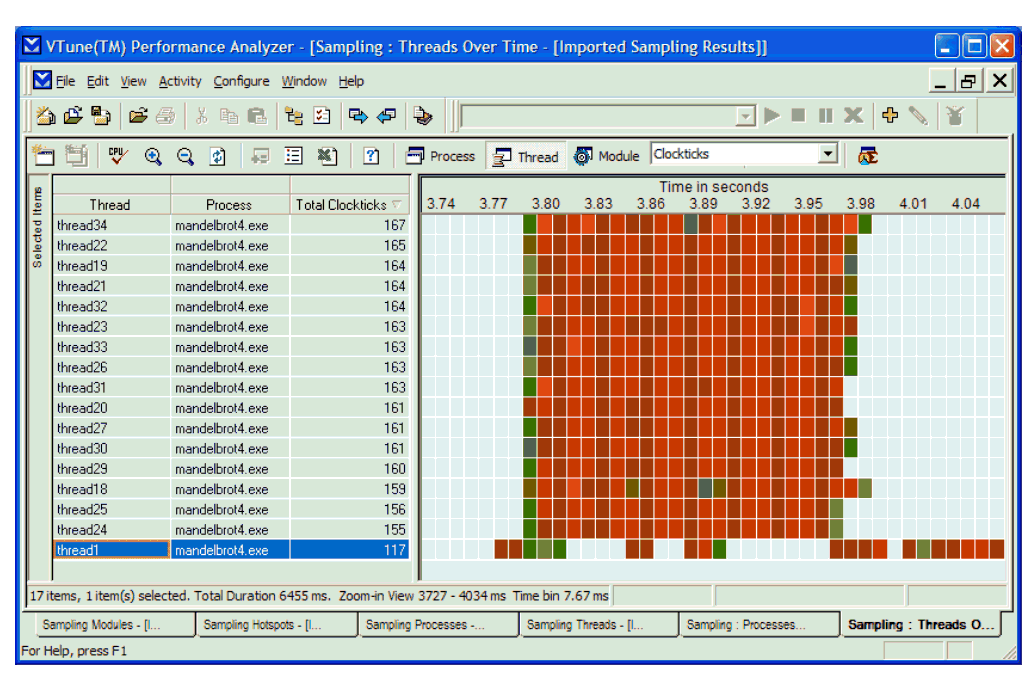 VTune(TM) Performance Analyzer - [Sampling : Threads Over Time - [Imported Sampling Results]]
File Edit View Activity Configure Window Help
CPU Process Thread Module Clockticks
Selected Items
Time in seconds
Thread Process Total Clockticks 3.74 3.77 3.80 3.83 3.86 3.89 3.92 3.95 3.98 4.01 4.04
thread34 mandelbrot4.exe 167
thread22 mandelbrot4.exe 165
thread19 mandelbrot4.exe 164
thread21 mandelbrot4.exe 164
thread32 mandelbrot4.exe 164
thread23 mandelbrot4.exe 163
thread33 mandelbrot4.exe 163
thread26 mandelbrot4.exe 163
thread31 mandelbrot4.exe 163
thread20 mandelbrot4.exe 161
thread27 mandelbrot4.exe 161
thread30 mandelbrot4.exe 161
thread29 mandelbrot4.exe 160
thread18 mandelbrot4.exe 159
thread25 mandelbrot4.exe 156
thread24 mandelbrot4.exe 155
thread1 mandelbrot4.exe 117
17 items, 1 item(s) selected. Total Duration 6455 ms. Zoom-in View 3727 - 4034 ms Time bin 7.67 ms
Sampling Modules - [I... Sampling Hotspots - [I... Sampling Processes -... Sampling Threads - [I... Sampling : Processes... Sampling : Threads O...
For Help, press F1